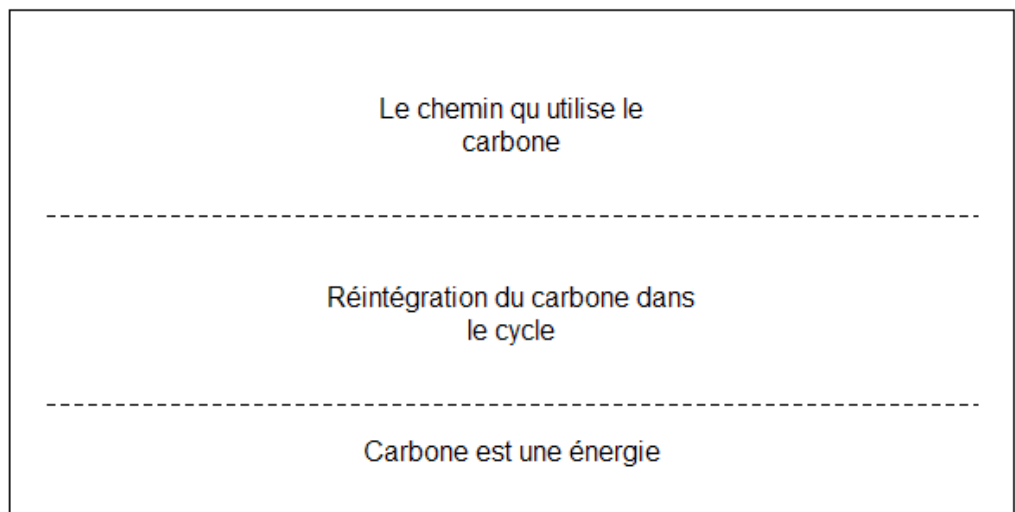 Le chemin qu utilise le
carbone
Réintégration du carbone dans
le cycle
Carbone est une énergie